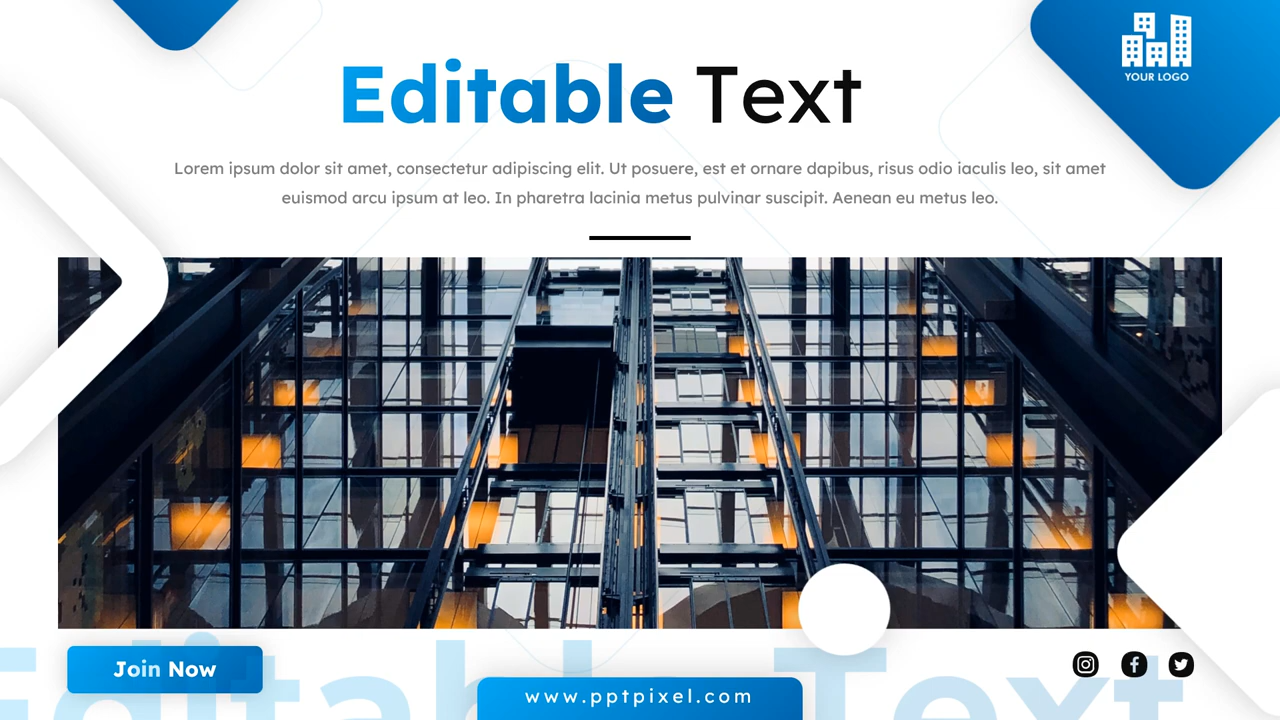 YOUR LOGO
Editable Text
Lorem ipsum dolor sit amet, consectetur adipiscing elit. Ut posuere, est et ornare dapibus, risus odio iaculis leo, sit amet
euismod arcu ipsum at leo. In pharetra lacinia metus pulvinar suscipit. Aenean eu metus leo.
Editable Text
Join Now
www.pptpixel.com